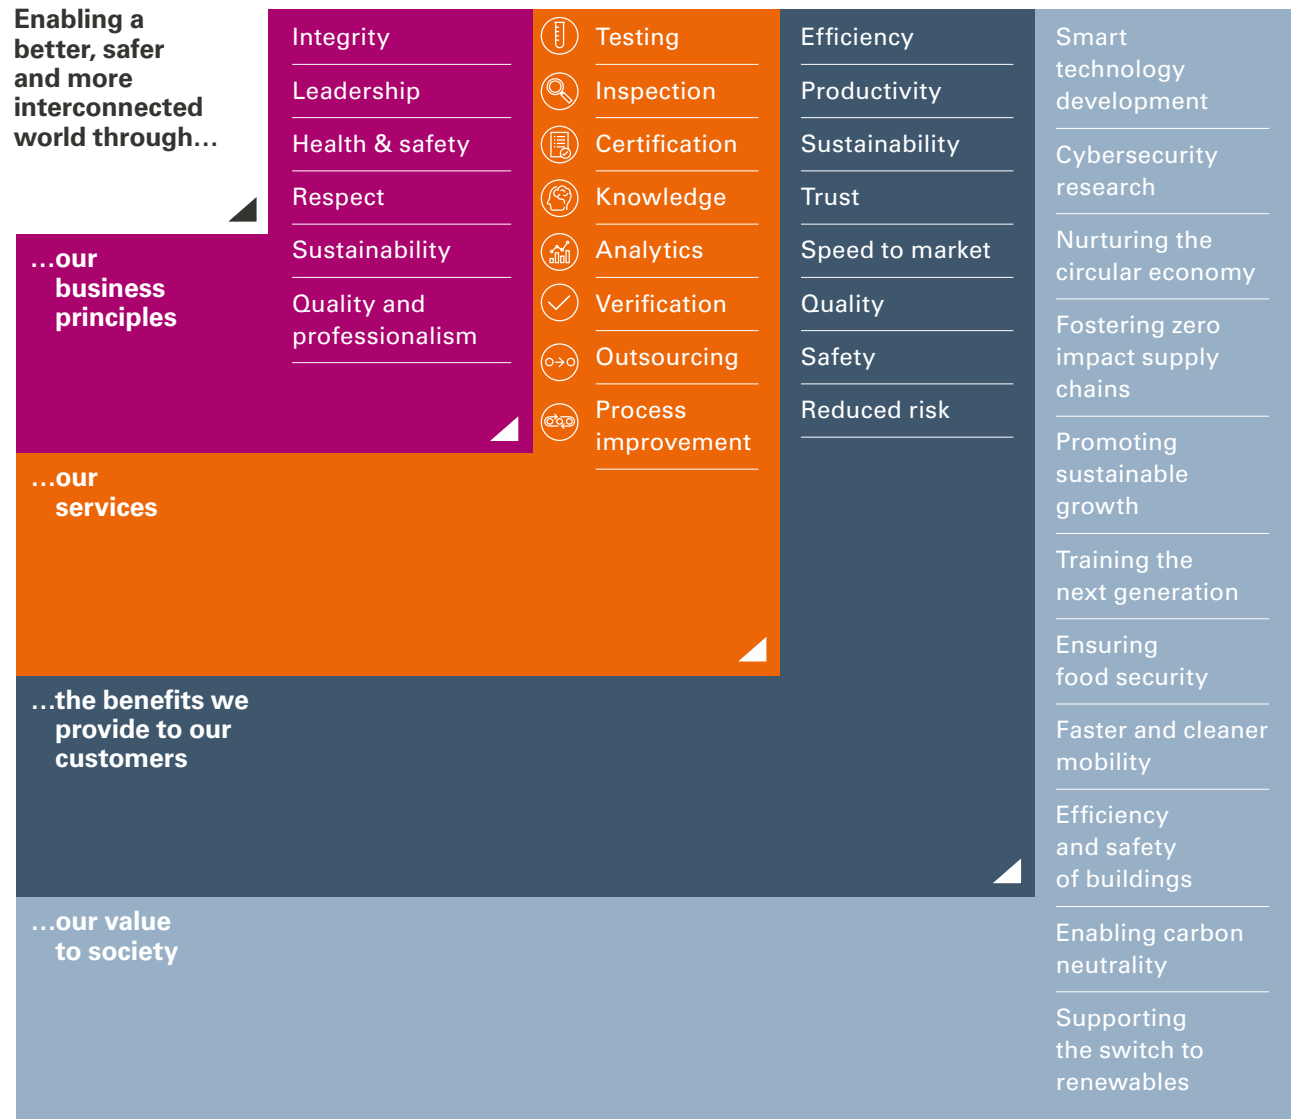 Enabling a
better, safer
and more
interconnected
world through…
…our
business
principles
Integrity
Leadership
Health & safety
Respect
Sustainability
Quality and
professionalism
…our
services
Testing
Inspection
Certification
Knowledge
Analytics
Verification
Outsourcing
Process
improvement
…the benefits we
provide to our
customers
Efficiency
Productivity
Sustainability
Trust
Speed to market
Quality
Safety
Reduced risk
…our value
to society
Smart
technology
development
Cybersecurity
research
Nurturing the
circular economy
Fostering zero
impact supply
chains
Promoting
sustainable
growth
Training the
next generation
Ensuring
food security
Faster and cleaner
mobility
Efficiency
and safety
of buildings
Enabling carbon
neutrality
Supporting
the switch to
renewables